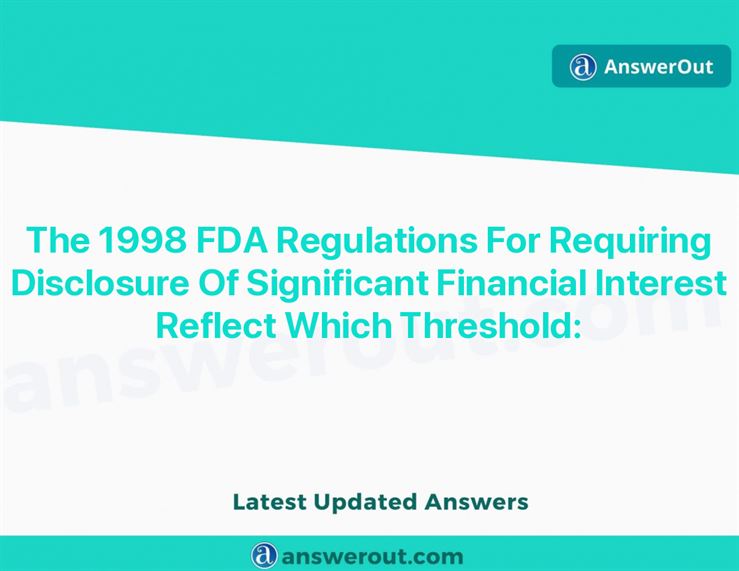 AnswerOut
The 1998 FDA Regulations For Requiring
Disclosure Of Significant Financial Interest
Reflect Which Threshold:
answerout.com
Latest Updated Answers
answerout.com